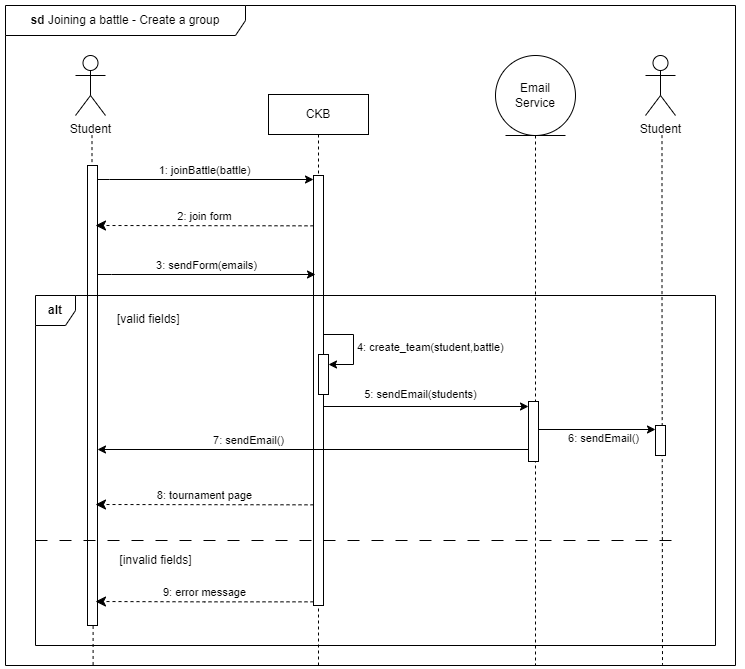 sd Joining a battle - Create a group
Email
Service
CKB
Student
Student
1: joinBattle(battle)
2: join form
3: sendForm(emails)
alt
[valid fields]
4: create_team(student,battle)
5: sendEmail(students)
6: sendEmail()
7: sendEmail()
8: tournament page
[invalid fields]
9: error message